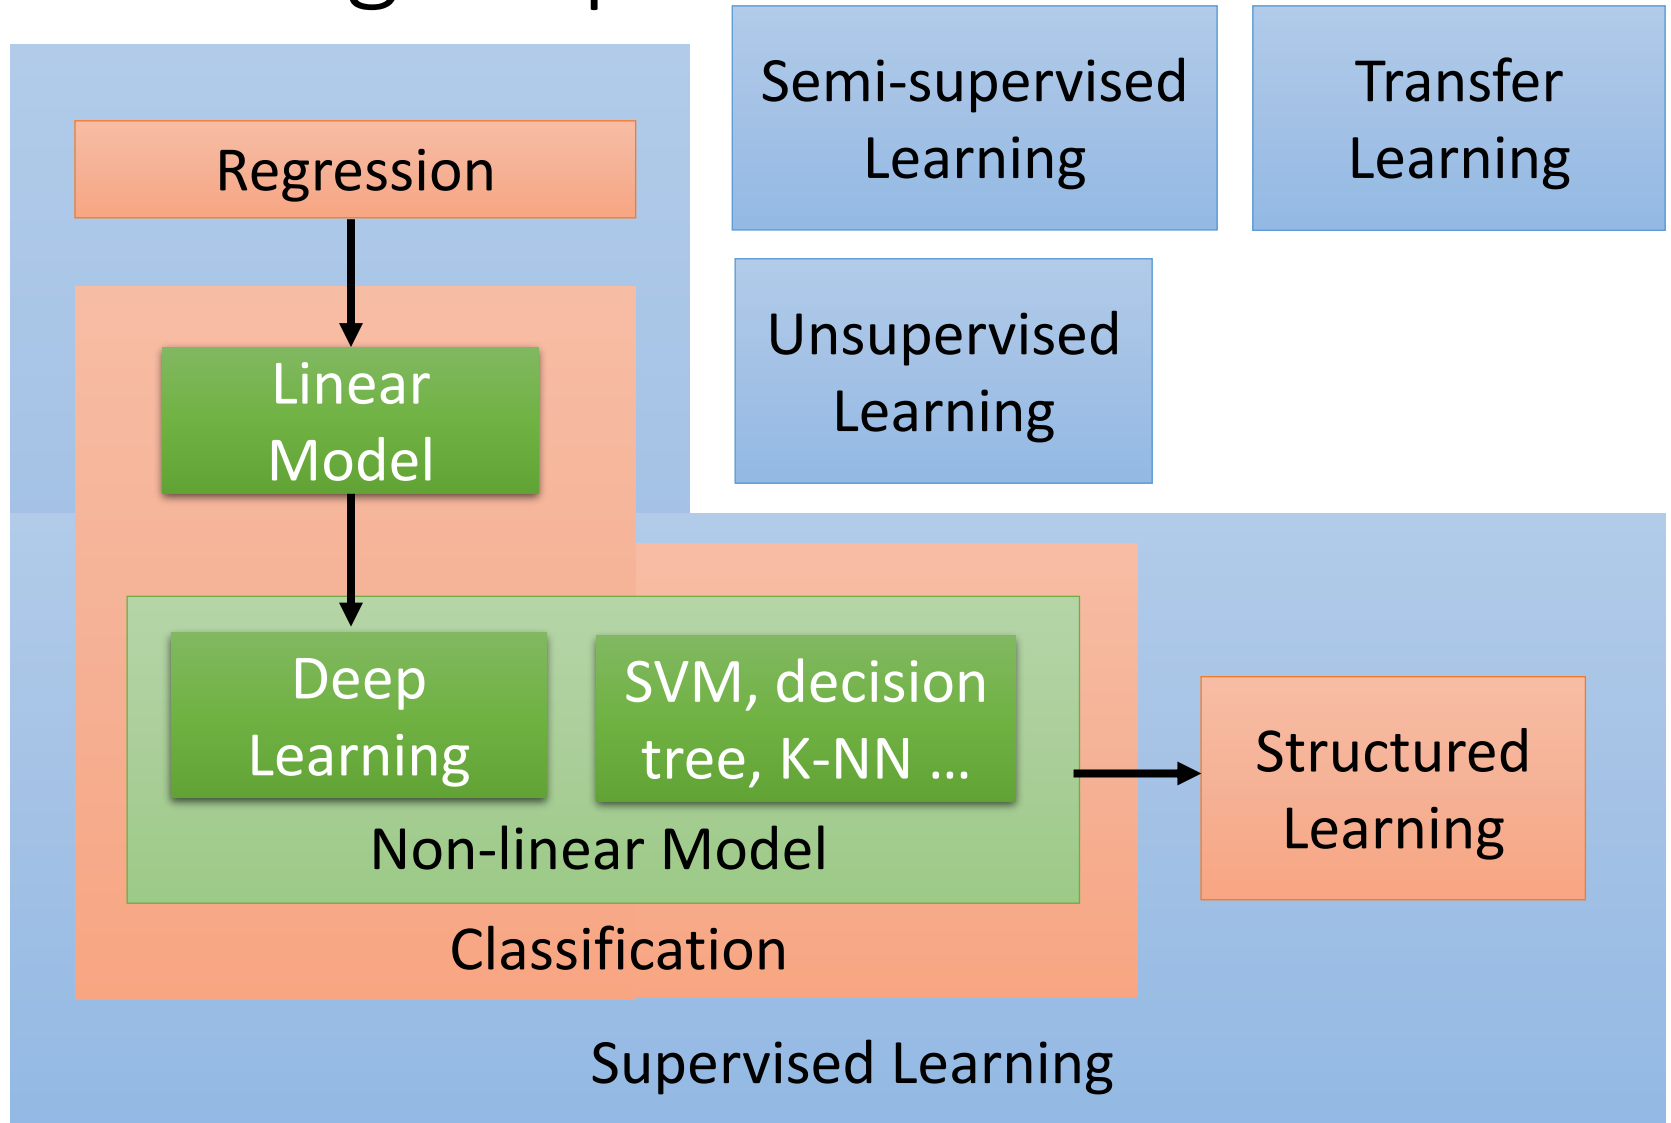 Semi-supervised
Learning
Transfer
Learning
Regression
Unsupervised
Learning
Linear
Model
Deep
Learning
SVM, decision
tree, K-NN ...
Non-linear Model
Classification
Structured
Learning
Supervised Learning